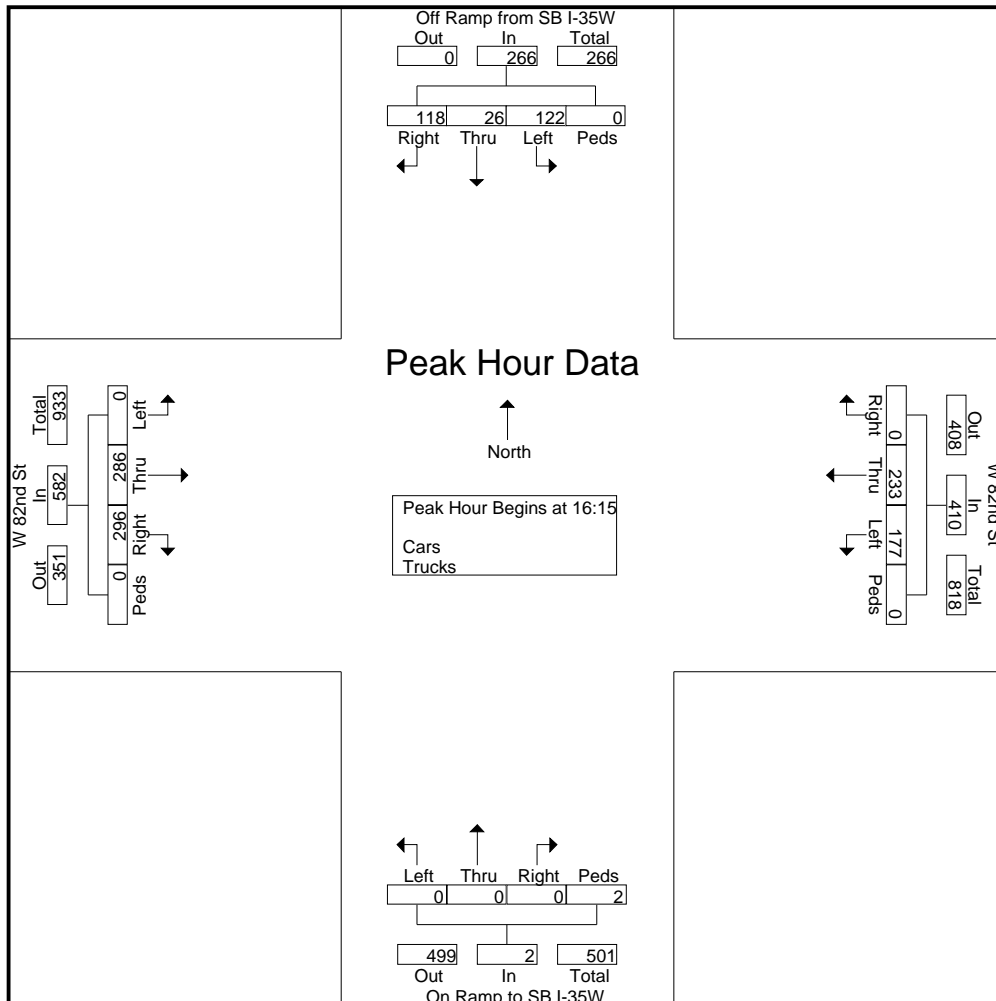 Off Ramp from SB I-35W
Out In Total
0 266 266
118 26 122 0
Right Thru Left Peds
Peak Hour Data
North
Peak Hour Begins at 16:15
Cars
Trucks
W 82nd St
Total In Out
933 582 351
0 286 296 0
Left Thru Right Peds
W 82nd St
Out In Total
408 410 818
0 233 177 0
Right Thru Left Peds
Left Thru Right Peds
0 0 0 2
499 2 501
Out In Total
On Ramp to SB I-35W